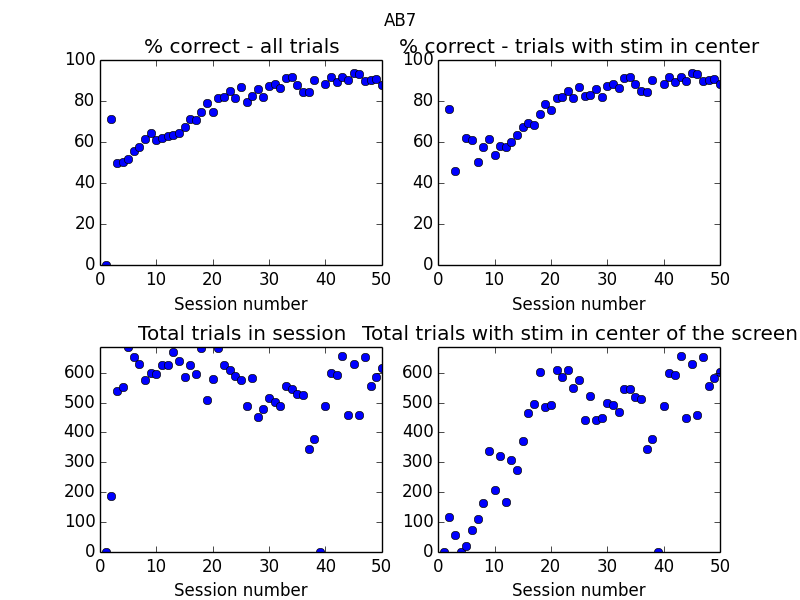 AB7
% correct - all trials
% correct - trials with stim in center
100
80
60
40
20
0
0 10 20 30 40 50
Session number
100
80
60
40
20
0
0 10 20 30 40 50
Session number
Total trials in session
Total trials with stim in center of the screen
600
500
400
300
200
100
0
0 10 20 30 40 50
Session number
600
500
400
300
200
100
0
0 10 20 30 40 50
Session number